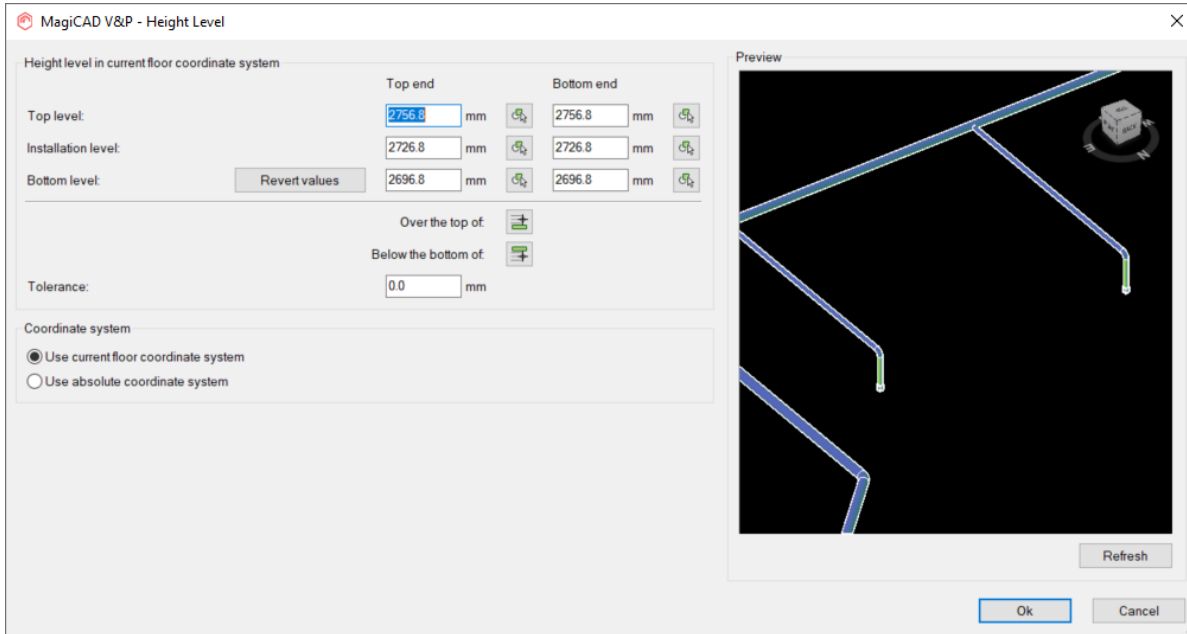 MagiCAD V&P - Height Level
Height level in current floor coordinate system
Top end Bottom end
Top level: 2756.8 mm 2756.8 mm
Installation level: 2726.8 mm 2726.8 mm
Bottom level: Revert values 2696.8 mm 2696.8 mm
Over the top of:
Below the bottom of:
Tolerance: 0.0 mm
Coordinate system
Use current floor coordinate system
Use absolute coordinate system
Preview
BACK
N
Refresh
Ok Cancel